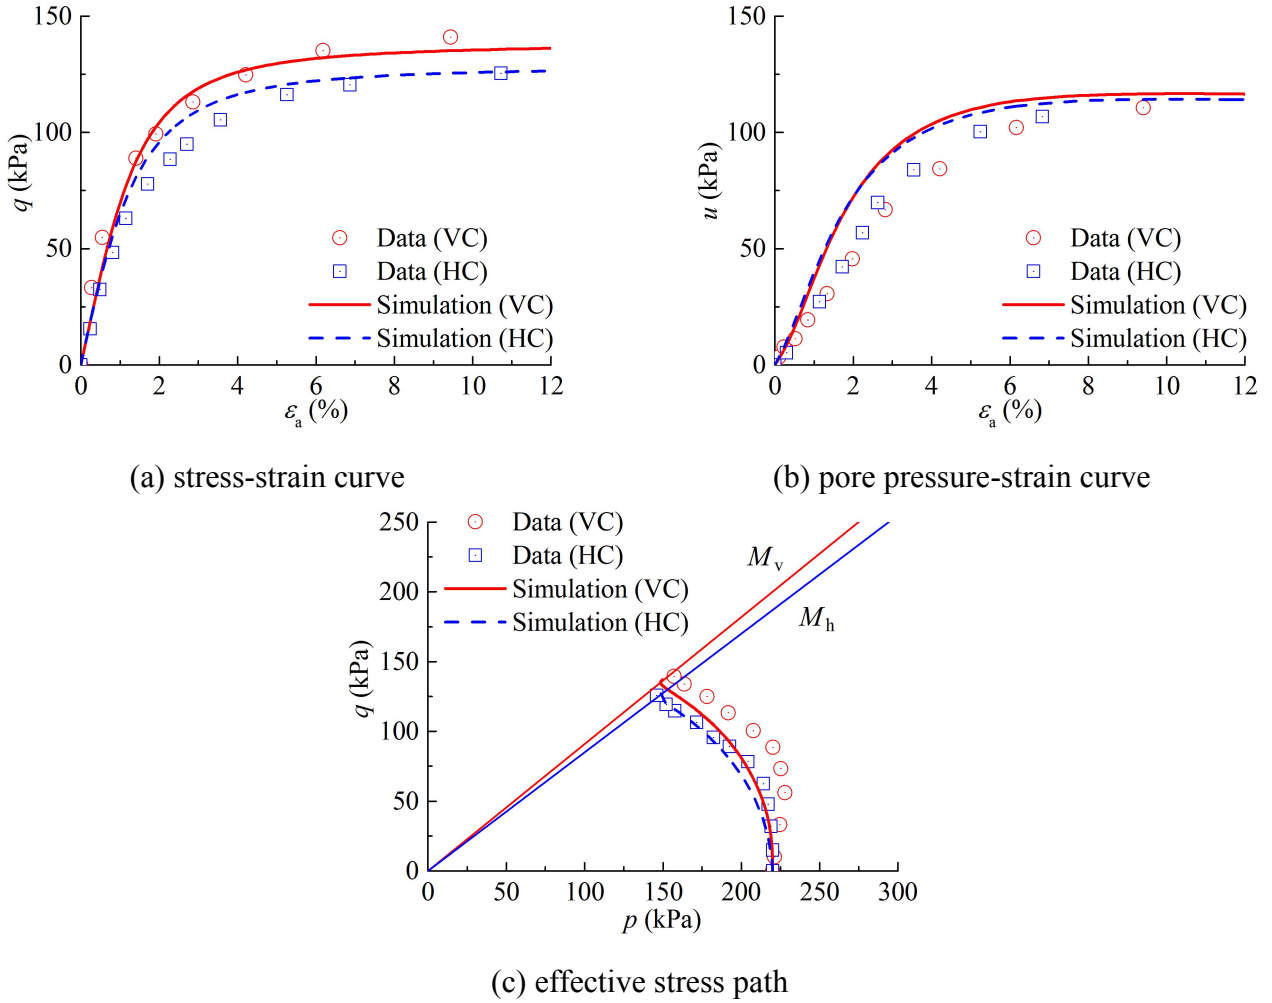 150
100
50
0
q (kPa)
0 2 4 6 8 10 12
εa (%)
Data (VC)
Data (HC)
Simulation (VC)
Simulation (HC)
(a) stress-strain curve
150
100
50
0
u (kPa)
0 2 4 6 8 10 12
εa (%)
Data (VC)
Data (HC)
Simulation (VC)
Simulation (HC)
(b) pore pressure-strain curve
250
200
150
100
50
0
q (kPa)
0 50 100 150 200 250 300
p (kPa)
Data (VC)
Data (HC)
Simulation (VC)
Simulation (HC)
Mv
Mh
(c) effective stress path